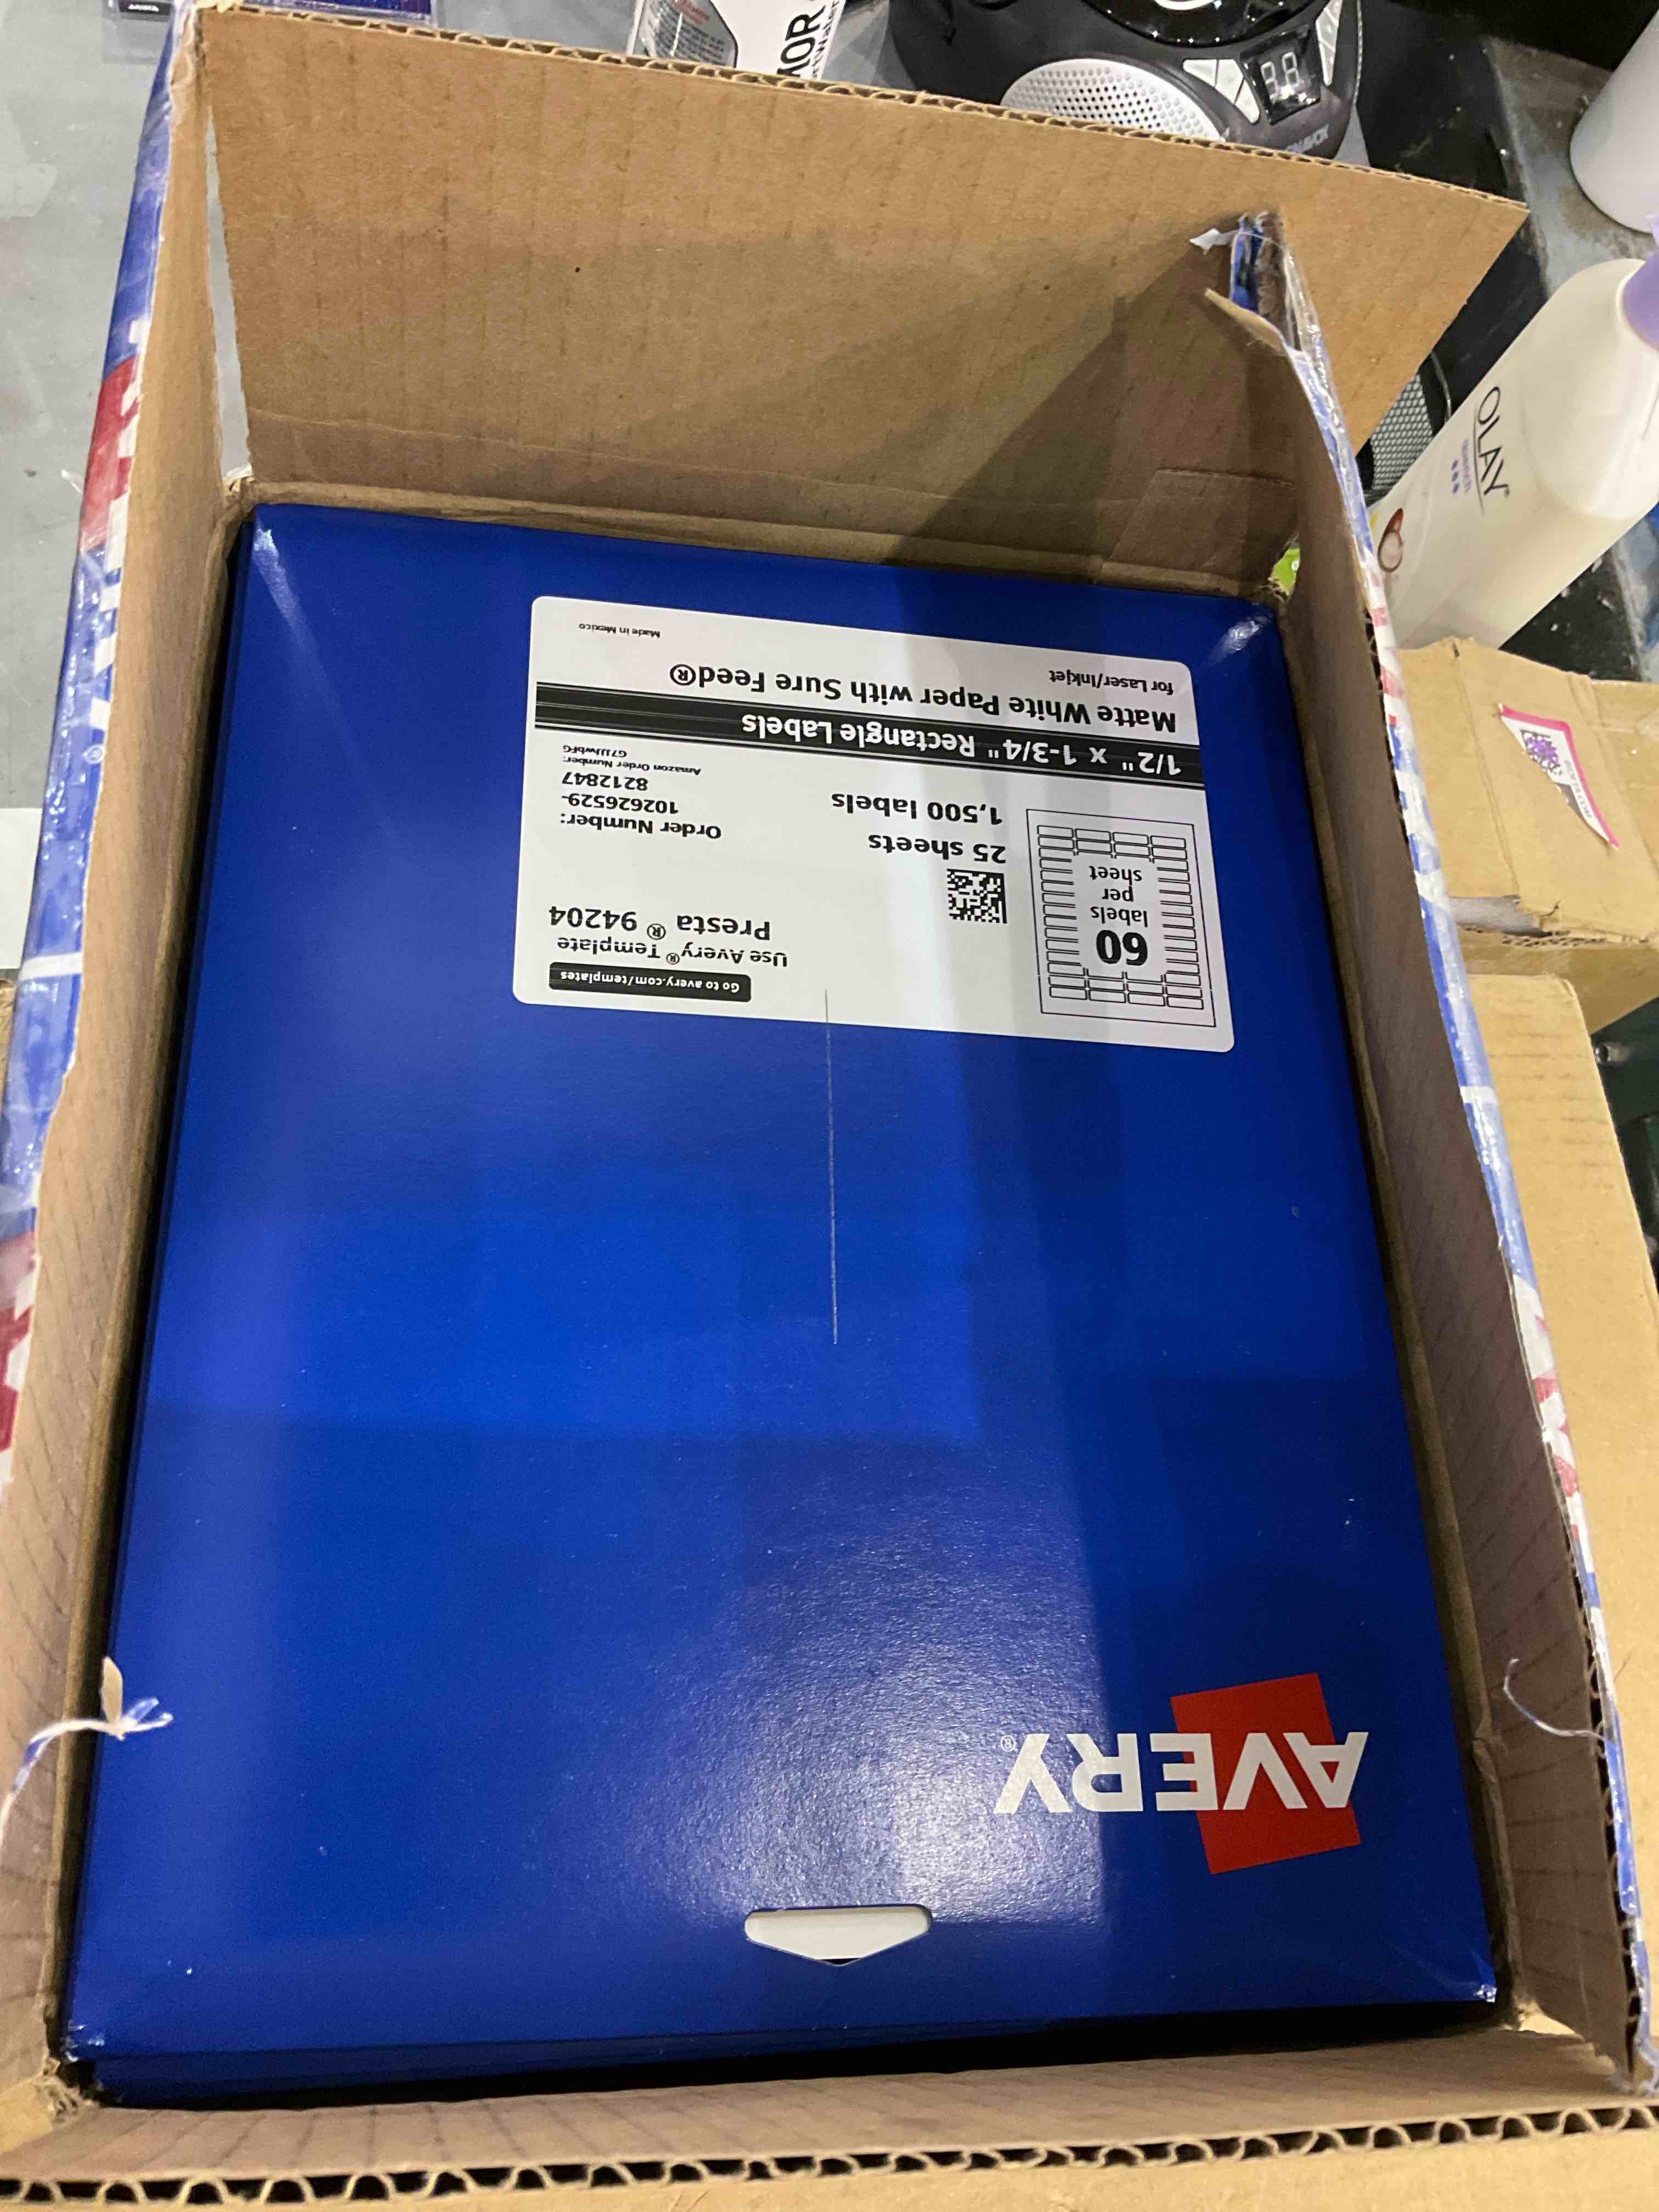 AVERY®
Go to avery.com/templates
Use Avery® Template
Presta® 94204
60
labels
per
sheet
25 sheets
1,500 labels
Order Number:
102626529-
8212847
Amazon Order Number:
G7JJJwbFG
1/2" x 1-3/4" Rectangle Labels
Matte White Paper with Sure Feed®
for Laser/Inkjet
Made in Mexico
OLAY